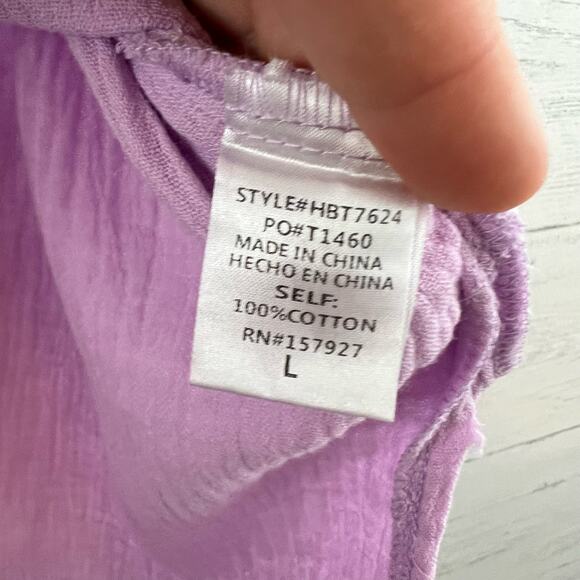 STYLE#HBT7624
PO#T1460
MADE IN CHINA
HECHO EN CHINA
SELF:
100%COTTON
RN#157927
L